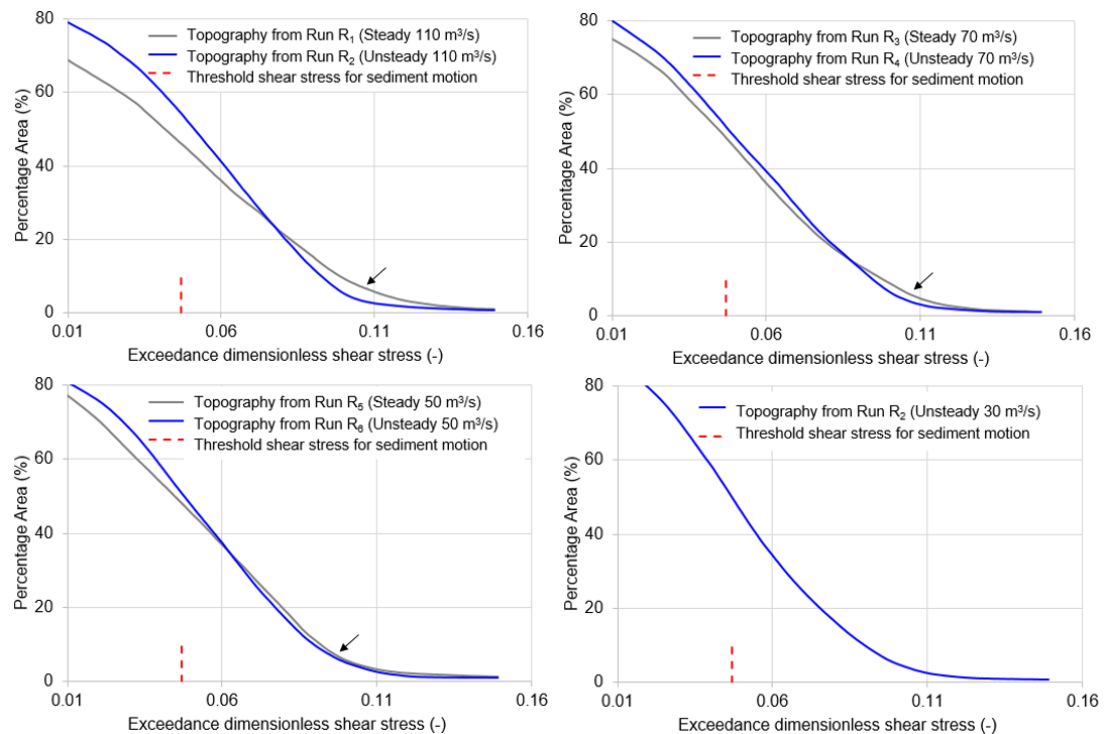 80
60
40
20
0
Percentage Area (%)
Topography from Run R₁ (Steady 110 m³/s)
Topography from Run R₂ (Unsteady 110 m³/s)
Threshold shear stress for sediment motion
0.01 0.06 0.11 0.16
Exceedance dimensionless shear stress (-)
80
60
40
20
0
Percentage Area (%)
Topography from Run R₃ (Steady 70 m³/s)
Topography from Run R₄ (Unsteady 70 m³/s)
Threshold shear stress for sediment motion
0.01 0.06 0.11 0.16
Exceedance dimensionless shear stress (-)
80
60
40
20
0
Percentage Area (%)
Topography from Run R₅ (Steady 50 m³/s)
Topography from Run R₆ (Unsteady 50 m³/s)
Threshold shear stress for sediment motion
0.01 0.06 0.11 0.16
Exceedance dimensionless shear stress (-)
80
60
40
20
0
Percentage Area (%)
Topography from Run R₂ (Unsteady 30 m³/s)
Threshold shear stress for sediment motion
0.01 0.06 0.11 0.16
Exceedance dimensionless shear stress (-)